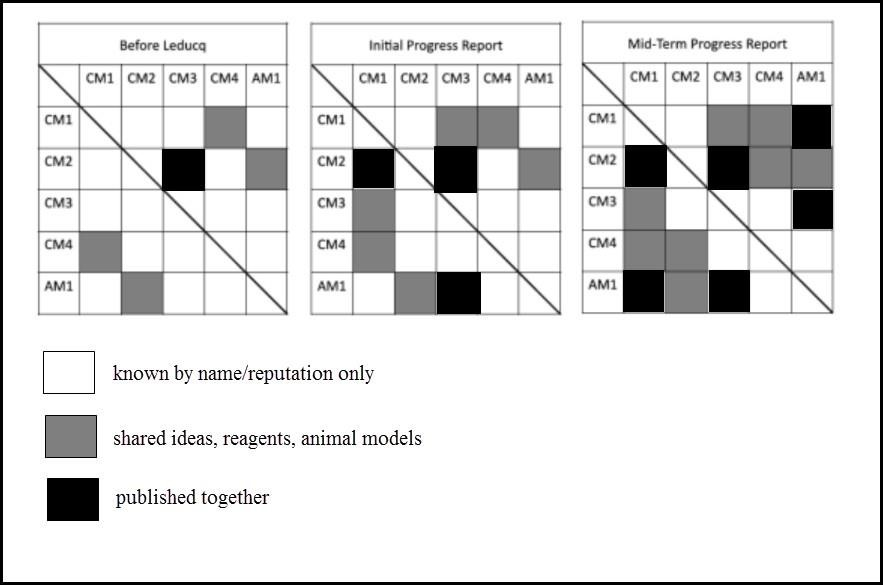 Before Leducq
CM1 CM2 CM3 CM4 AM1
CM1
CM2
CM3
CM4
AM1
Initial Progress Report
CM1 CM2 CM3 CM4 AM1
CM1
CM2
CM3
CM4
AM1
Mid-Term Progress Report
CM1 CM2 CM3 CM4 AM1
CM1
CM2
CM3
CM4
AM1
known by name/reputation only
shared ideas, reagents, animal models
published together